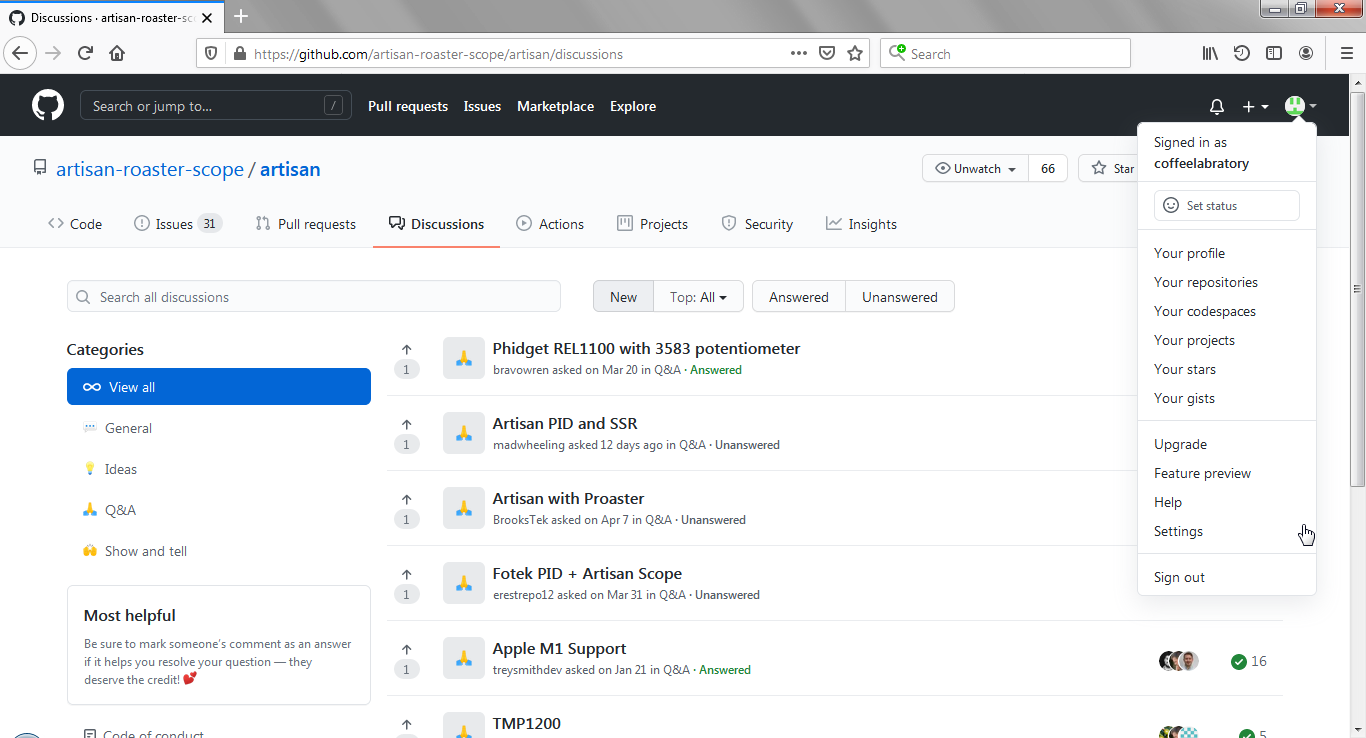 Discussions · artisan-roaster-sc
https://github.com/artisan-roaster-scope/artisan/discussions
Search
Search or jump to...
/
Pull requests
Issues
Marketplace
Explore
Signed in as
coffeelabratory
Set status
Your profile
Your repositories
Your codespaces
Your projects
Your stars
Your gists
Upgrade
Feature preview
Help
Settings
Sign out
artisan-roaster-scope / artisan
Unwatch
66
Star
Code
Issues 31
Pull requests
Discussions
Actions
Projects
Security
Insights
Search all discussions
New
Top: All
Answered
Unanswered
Categories
View all
General
Ideas
Q&A
Show and tell
Most helpful
Be sure to mark someone's comment as an answer
if it helps you resolve your question — they
deserve the credit! 💕
Code of conduct
1
Phidget REL1100 with 3583 potentiometer
bravowren asked on Mar 20 in Q&A · Answered
1
Artisan PID and SSR
madwheeling asked 12 days ago in Q&A · Unanswered
1
Artisan with Proaster
BrooksTek asked on Apr 7 in Q&A · Unanswered
1
Fotek PID + Artisan Scope
erestrepo12 asked on Mar 31 in Q&A · Unanswered
1
Apple M1 Support
treysmithdev asked on Jan 21 in Q&A · Answered
16
TMP1200
5